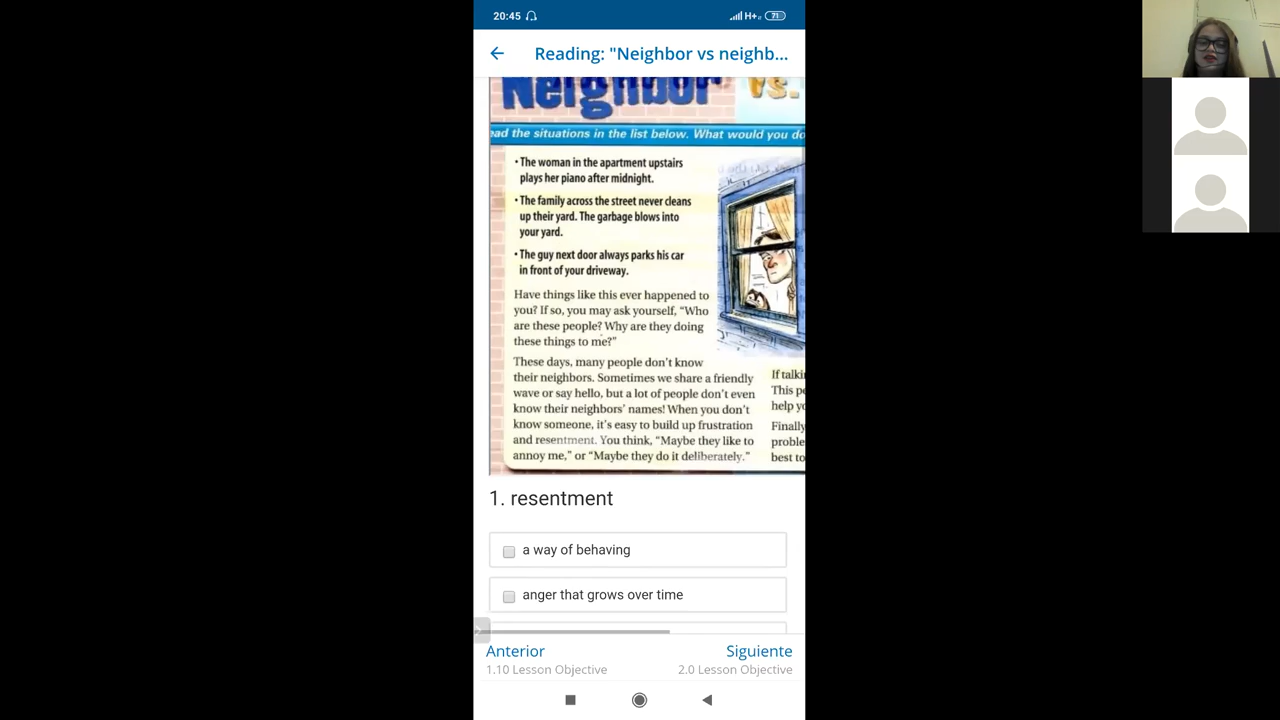 20:45 H+ 71
Reading: "Neighbor vs neighb...
Neighbor vs.
ead the situations in the list below. What would you do
• The woman in the apartment upstairs
plays her piano after midnight.
• The family across the street never cleans
up their yard. The garbage blows into
your yard.
• The guy next door always parks his car
in front of your driveway.
Have things like this ever happened to
you? If so, you may ask yourself, “Who
are these people? Why are they doing
these things to me?”
These days, many people don’t know
their neighbors. Sometimes we share a friendly
wave or say hello, but a lot of people don’t even
know their neighbors’ names! When you don’t
know someone, it’s easy to build up frustration
and resentment. You think, “Maybe they like to
annoy me,” or “Maybe they do it deliberately.”
If talki
This pe
help yo
Finally
proble
best to
1. resentment
a way of behaving
anger that grows over time
Anterior
1.10 Lesson Objective
Siguiente
2.0 Lesson Objective